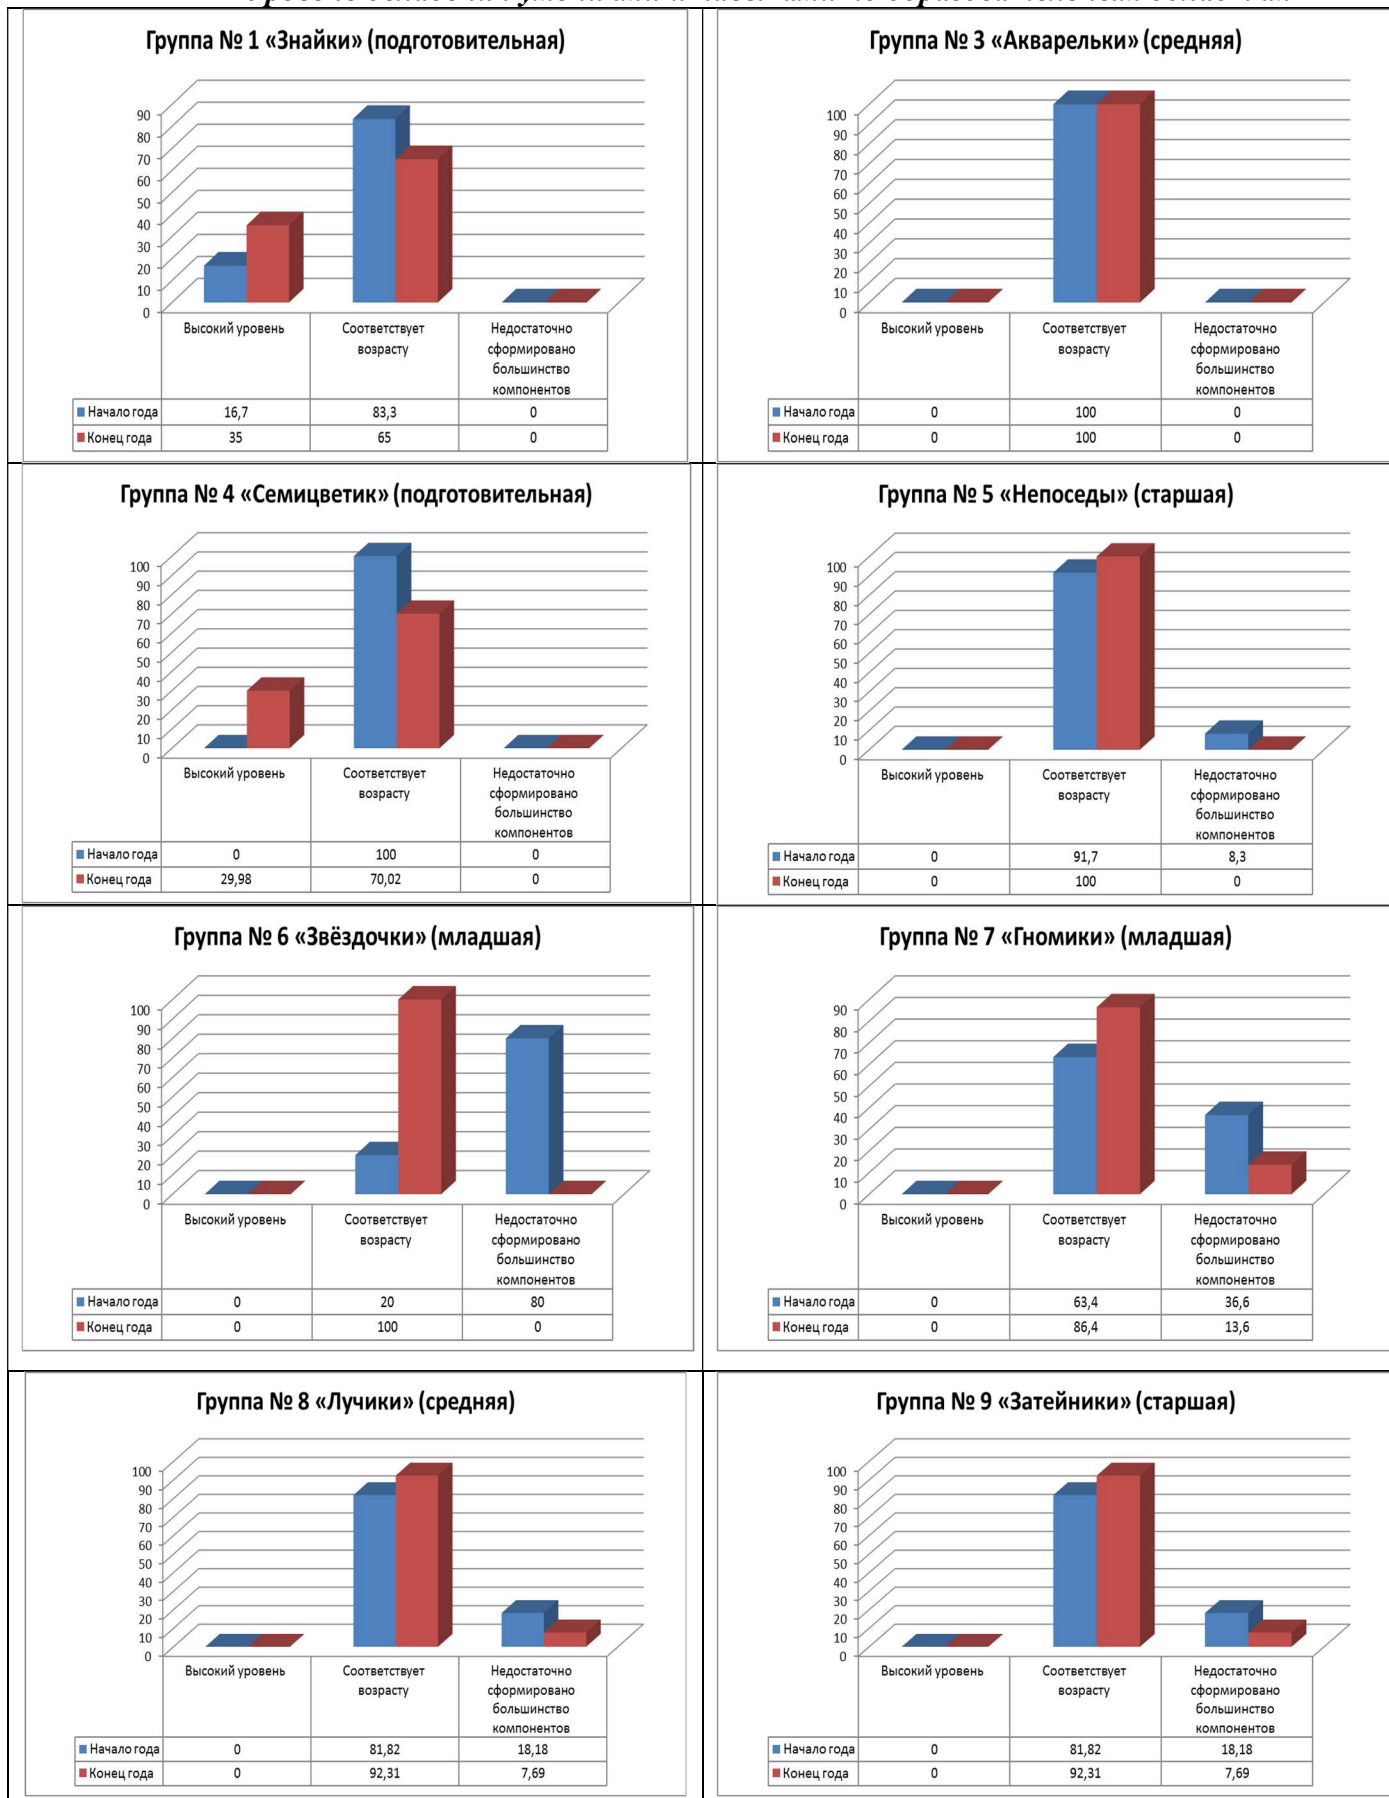 Группа № 1 «Знайки» (подготовительная)
90
80
70
60
50
40
30
20
10
0
Высокий уровень
Соответствует
возрасту
Недостаточно
сформировано
большинство
компонентов
Начало года 16,7 83,3 0
Конец года 35 65 0
Группа № 3 «Акварельки» (средняя)
100
90
80
70
60
50
40
30
20
10
0
Высокий уровень
Соответствует
возрасту
Недостаточно
сформировано
большинство
компонентов
Начало года 0 100 0
Конец года 0 100 0
Группа № 4 «Семицветик» (подготовительная)
100
90
80
70
60
50
40
30
20
10
0
Высокий уровень
Соответствует
возрасту
Недостаточно
сформировано
большинство
компонентов
Начало года 0 100 0
Конец года 29,98 70,02 0
Группа № 5 «Непоседы» (старшая)
100
90
80
70
60
50
40
30
20
10
0
Высокий уровень
Соответствует
возрасту
Недостаточно
сформировано
большинство
компонентов
Начало года 0 91,7 8,3
Конец года 0 100 0
Группа № 6 «Звёздочки» (младшая)
100
90
80
70
60
50
40
30
20
10
0
Высокий уровень
Соответствует
возрасту
Недостаточно
сформировано
большинство
компонентов
Начало года 0 20 80
Конец года 0 100 0
Группа № 7 «Гномики» (младшая)
90
80
70
60
50
40
30
20
10
0
Высокий уровень
Соответствует
возрасту
Недостаточно
сформировано
большинство
компонентов
Начало года 0 63,4 36,6
Конец года 0 86,4 13,6
Группа № 8 «Лучики» (средняя)
100
90
80
70
60
50
40
30
20
10
0
Высокий уровень
Соответствует
возрасту
Недостаточно
сформировано
большинство
компонентов
Начало года 0 81,82 18,18
Конец года 0 92,31 7,69
Группа № 9 «Затейники» (старшая)
100
90
80
70
60
50
40
30
20
10
0
Высокий уровень
Соответствует
возрасту
Недостаточно
сформировано
большинство
компонентов
Начало года 0 81,82 18,18
Конец года 0 92,31 7,69